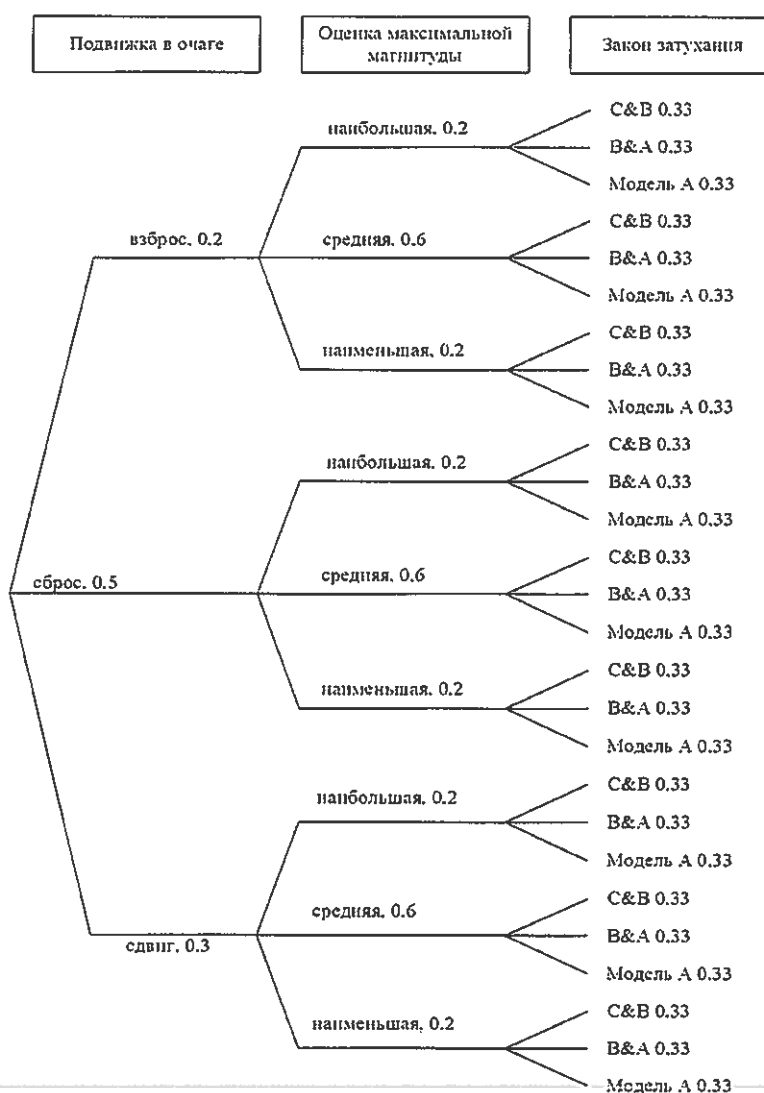 Подвижка в очаге
Оценка максимальной
магнитуды
Закон затухания
взброс, 0.2
наибольшая, 0.2
C&B 0.33
B&A 0.33
Модель А 0.33
средняя, 0.6
C&B 0.33
B&A 0.33
Модель А 0.33
наименьшая, 0.2
C&B 0.33
B&A 0.33
Модель А 0.33
сброс, 0.5
наибольшая, 0.2
C&B 0.33
B&A 0.33
Модель А 0.33
средняя, 0.6
C&B 0.33
B&A 0.33
Модель А 0.33
наименьшая, 0.2
C&B 0.33
B&A 0.33
Модель А 0.33
сдвиг, 0.3
наибольшая, 0.2
C&B 0.33
B&A 0.33
Модель А 0.33
средняя, 0.6
C&B 0.33
B&A 0.33
Модель А 0.33
наименьшая, 0.2
C&B 0.33
B&A 0.33
Модель А 0.33